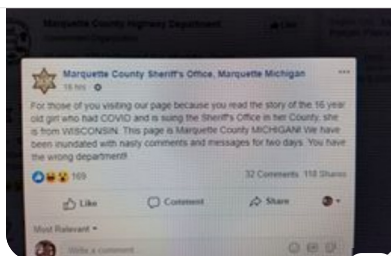 Marquette County Highway Department
Marquette County Sheriff's Office, Marquette Michigan
16 hrs
For those of you visiting our page because you read the story of the 16 year
old girl who had COVID and is suing the Sheriff's Office in her County, she
is from WISCONSIN. This page is Marquette County MICHIGAN! We have
been inundated with nasty comments and messages for two days. You have
the wrong department!
169
32 Comments 118 Shares
Like
Comment
Share
Most Relevant
Write a comment